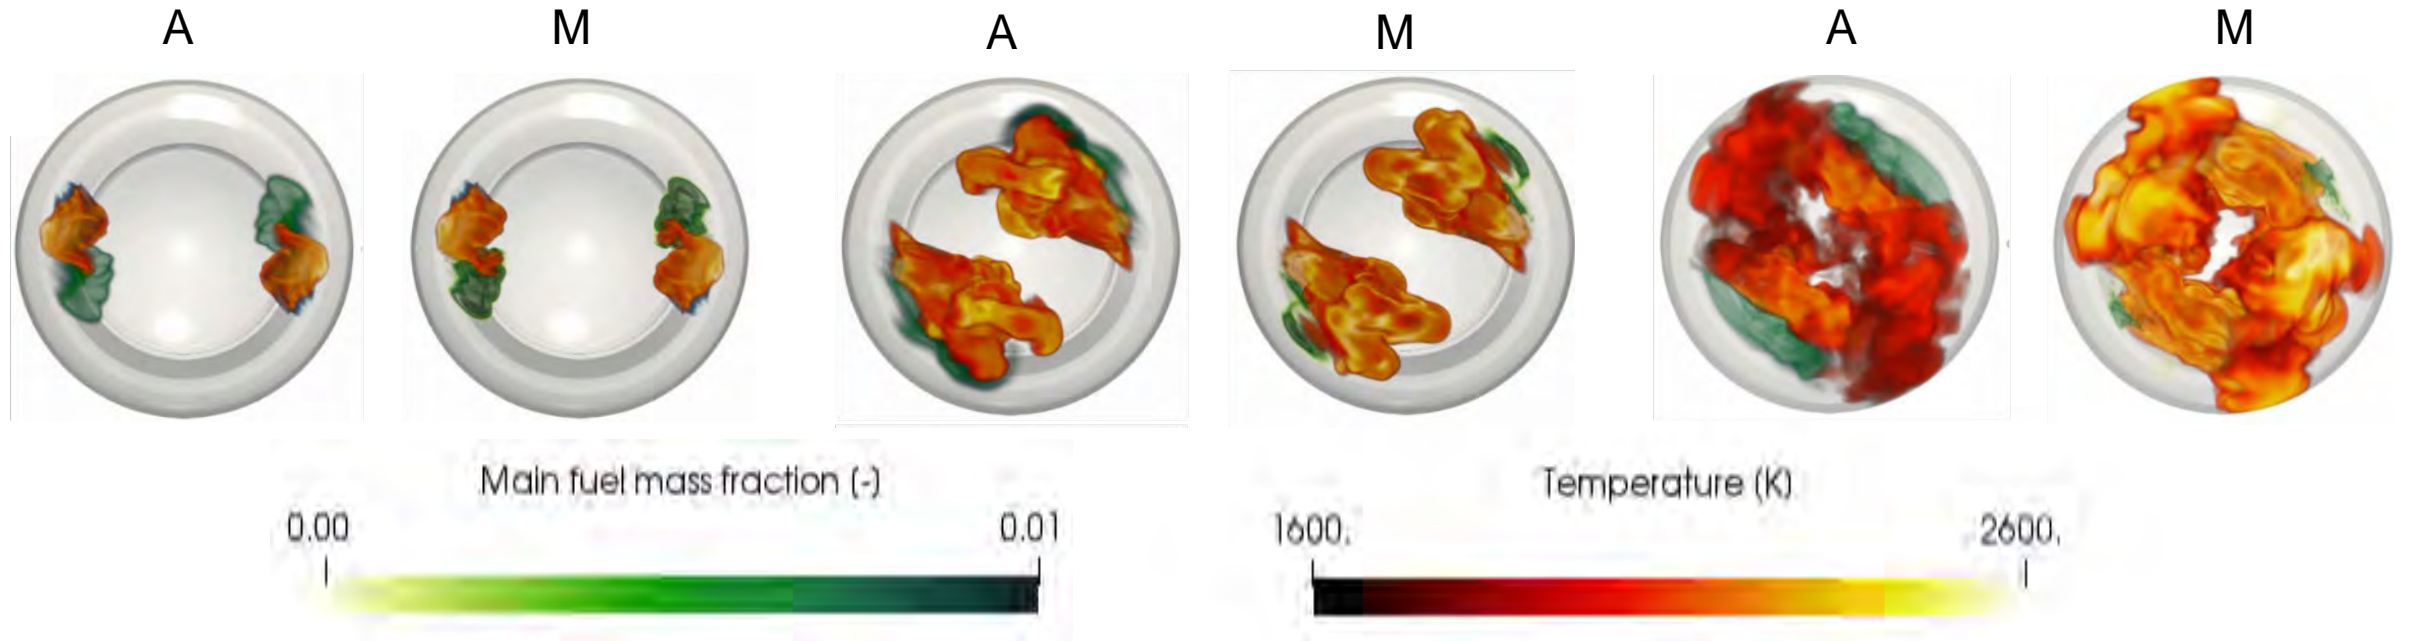 A M A M A M
Main fuel mass fraction (-)
Temperature (K)
0.00 0.01
1600. 2600.